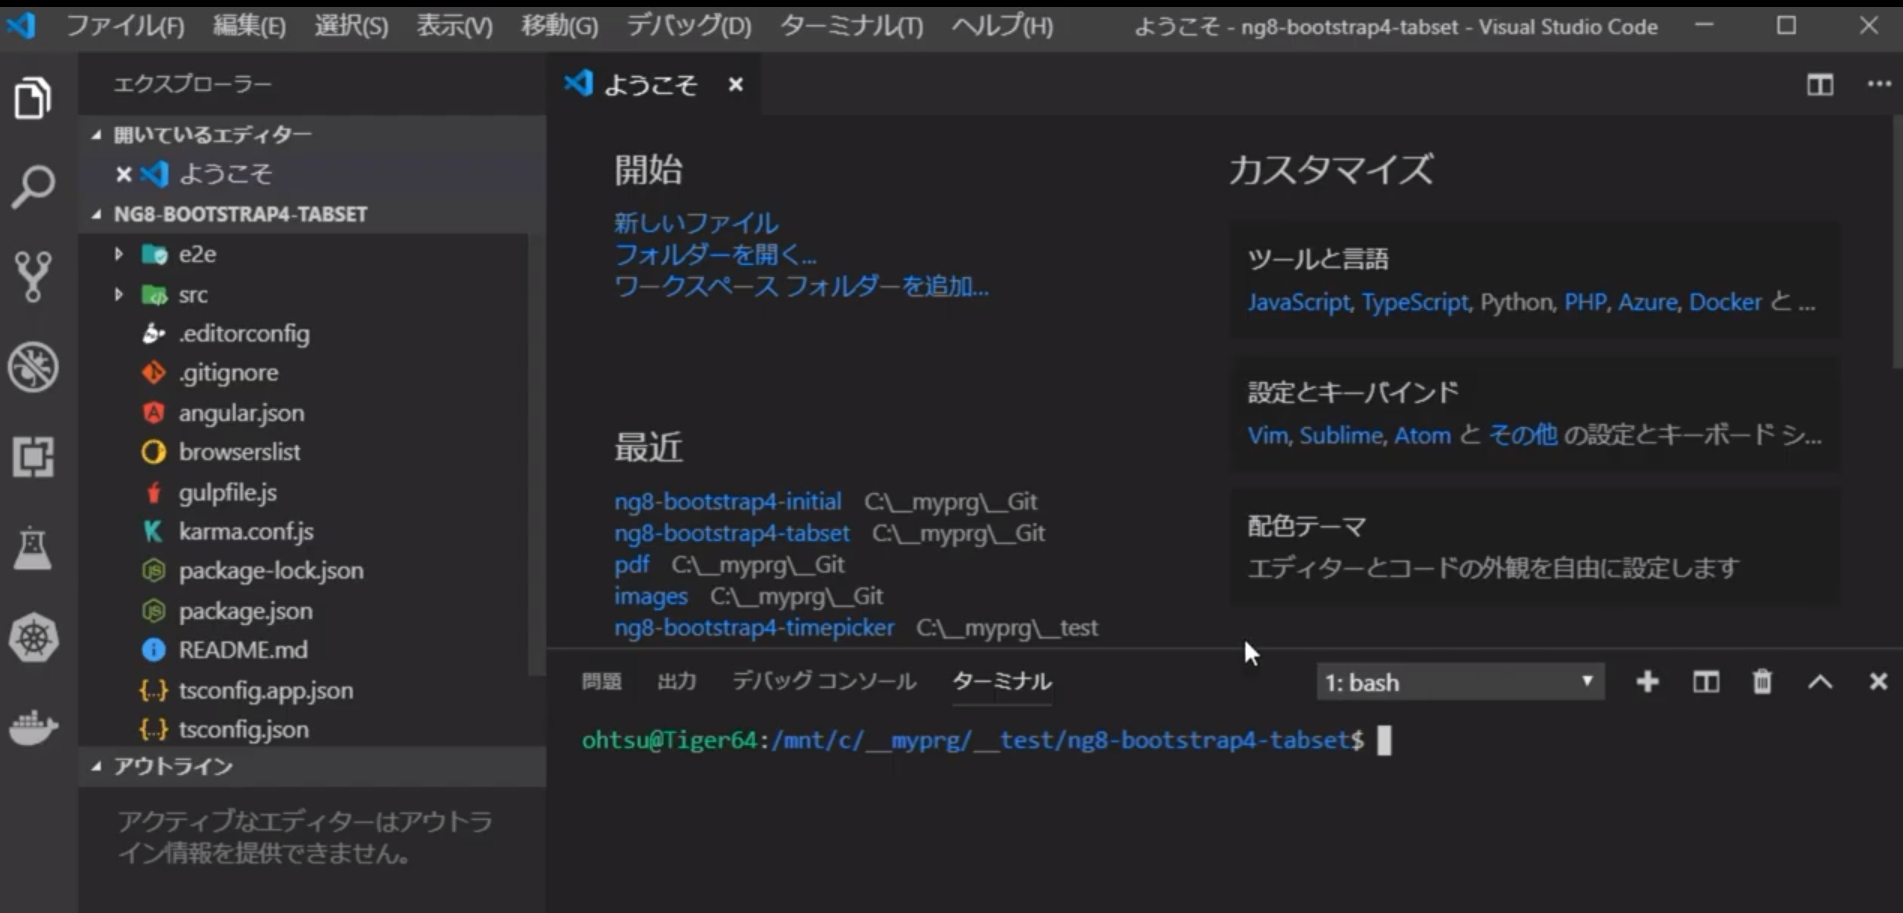 ファイル(F) 編集(E) 選択(S) 表示(V) 移動(G) デバッグ(D) ターミナル(T) ヘルプ(H) ようこそ - ng8-bootstrap4-tabset - Visual Studio Code
エクスプローラー
開いているエディター
ようこそ
NG8-BOOTSTRAP4-TABSET
e2e
src
.editorconfig
.gitignore
angular.json
browserslist
gulpfile.js
karma.conf.js
package-lock.json
package.json
README.md
tsconfig.app.json
tsconfig.json
アウトライン
アクティブなエディターはアウトラ
イン情報を提供できません。
ようこそ
開始
新しいファイル
フォルダーを開く...
ワークスペース フォルダーを追加...
最近
ng8-bootstrap4-initial C:\__myprg\__Git
ng8-bootstrap4-tabset C:\__myprg\__Git
pdf C:\__myprg\__Git
images C:\__myprg\__Git
ng8-bootstrap4-timepicker C:\__myprg\__test
カスタマイズ
ツールと言語
JavaScript, TypeScript, Python, PHP, Azure, Docker と ...
設定とキーバインド
Vim, Sublime, Atom と その他 の設定とキーボード シ...
配色テーマ
エディターとコードの外観を自由に設定します
問題 出力 デバッグ コンソール ターミナル 1: bash
ohtsu@Tiger64:/mnt/c/__myprg/__test/ng8-bootstrap4-tabset$